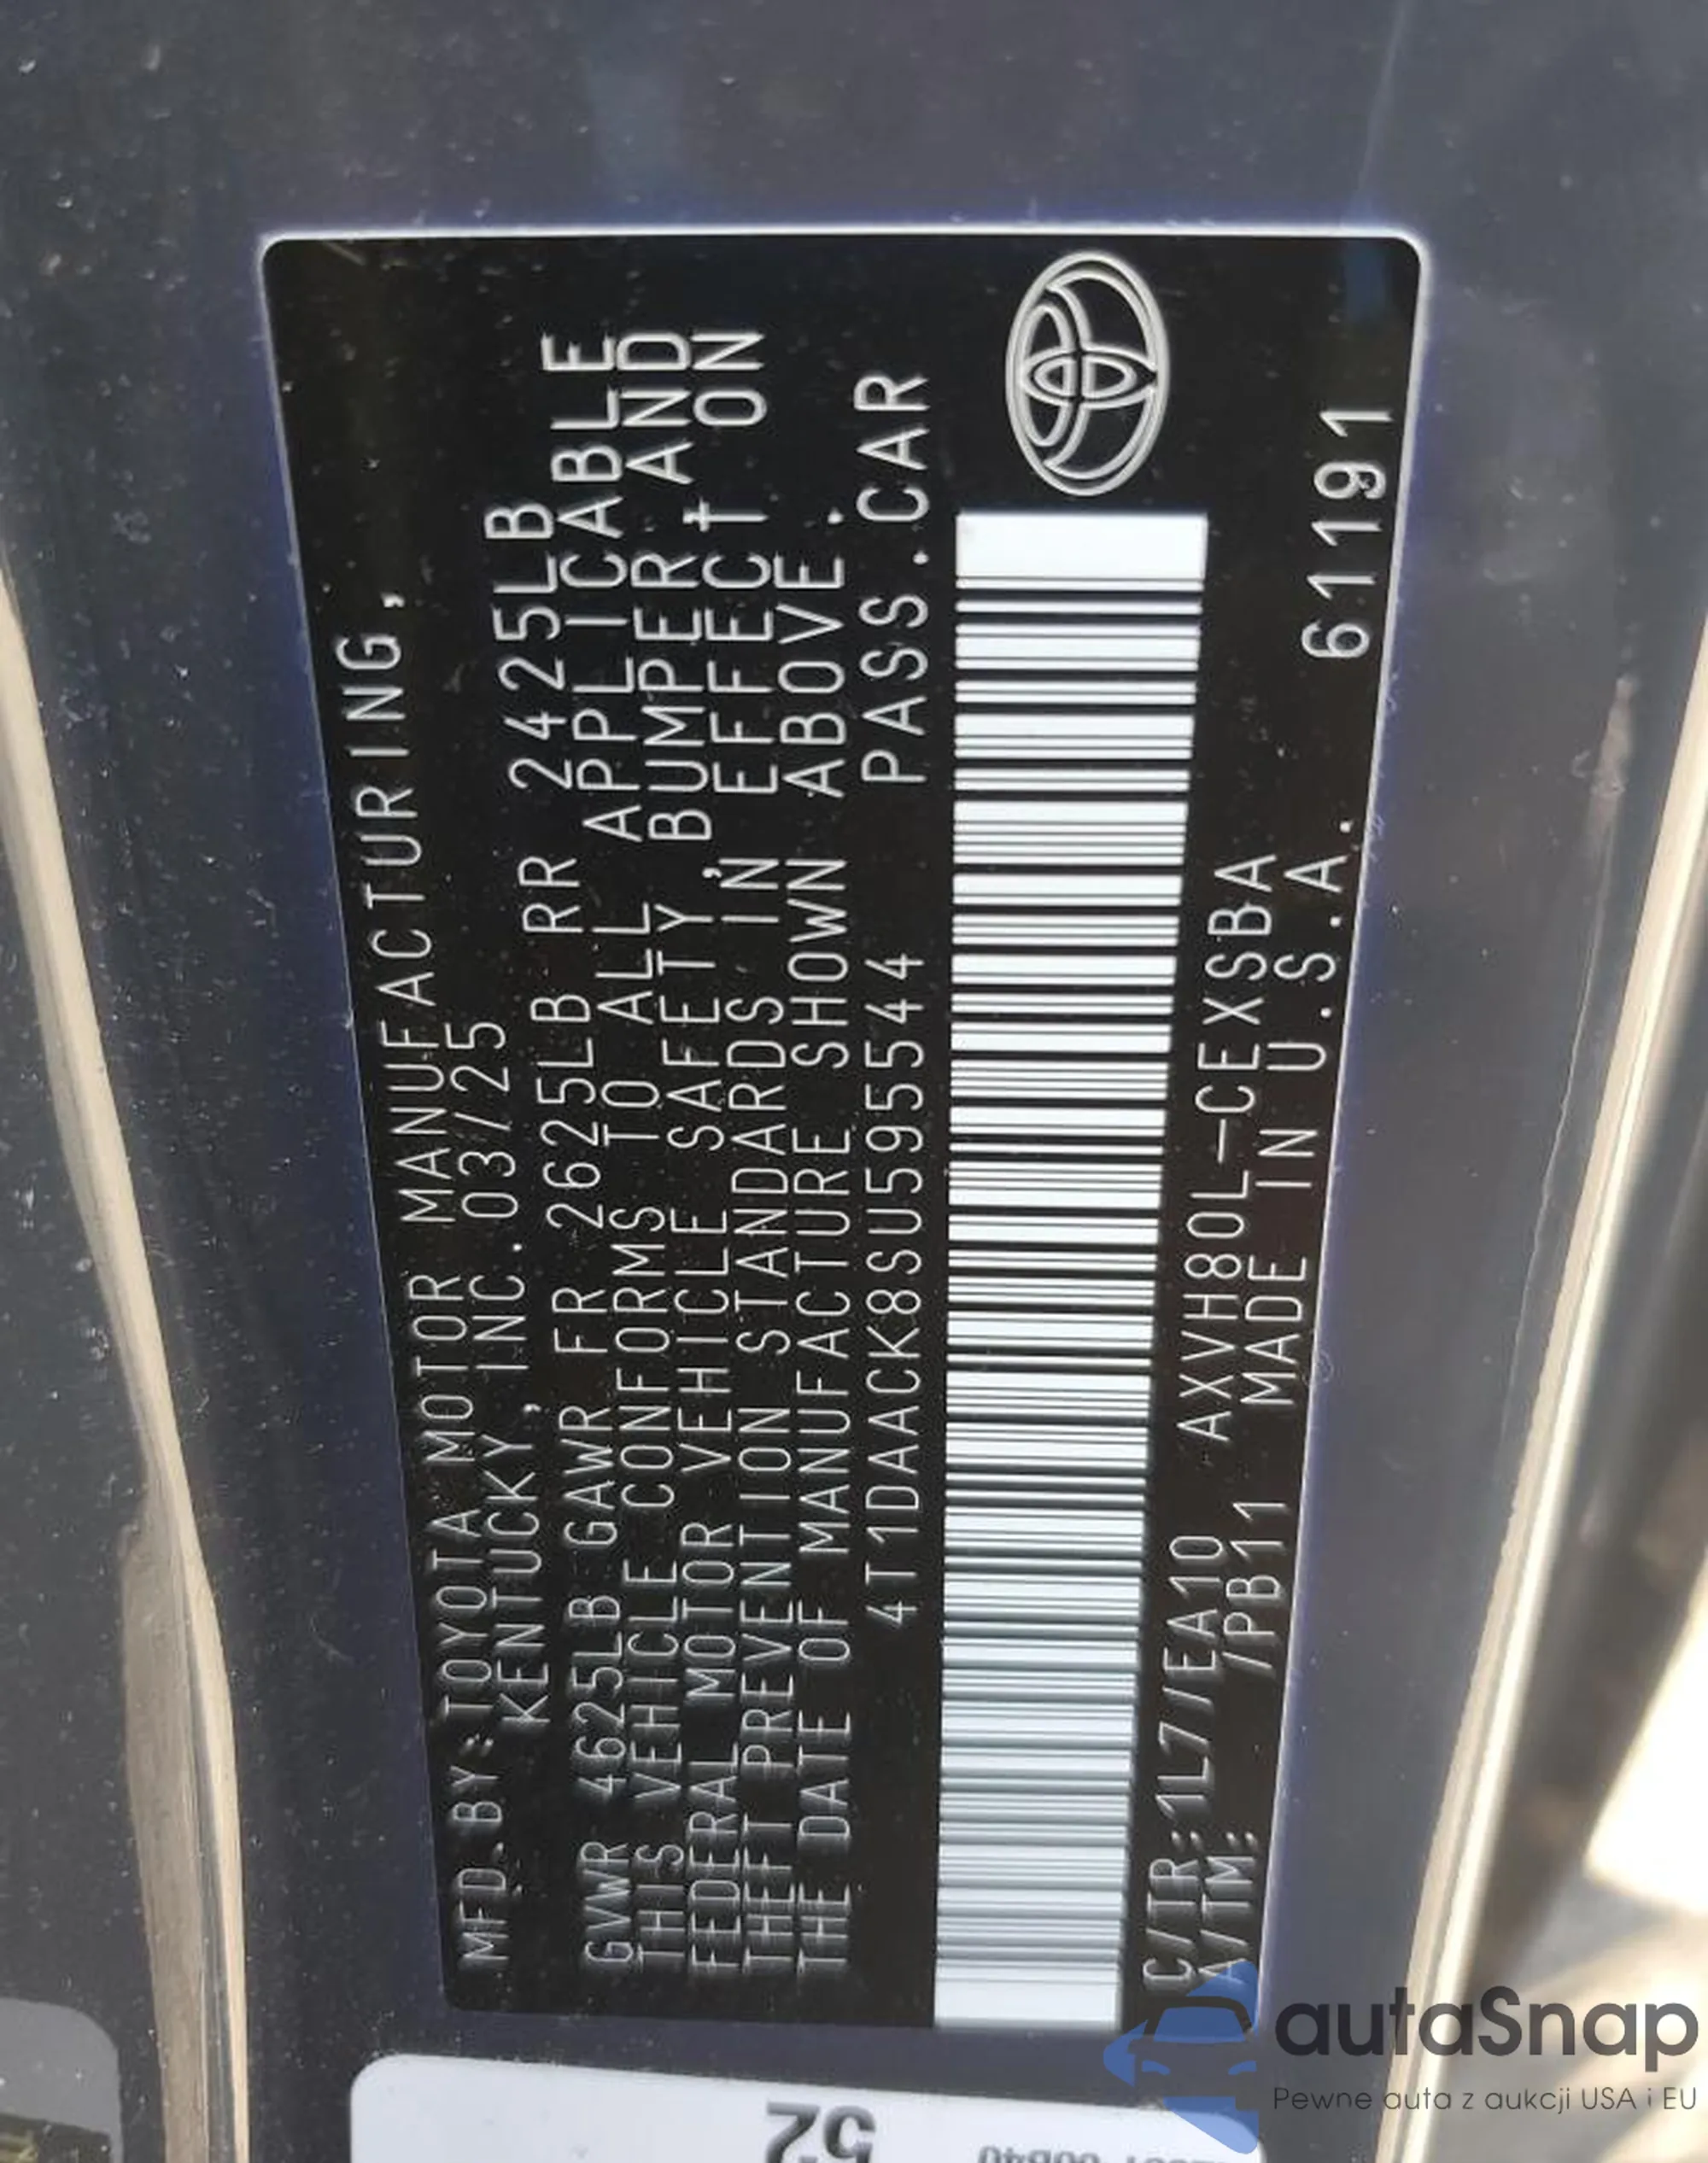 MFD.BY:TOYOTA MOTOR MANUFACTURING,
KENTUCKY, INC. 03/25
GVWR 4625LB GAWR FR 2625LB RR 2425LB
THIS VEHICLE CONFORMS TO ALL APPLICABLE
FEDERAL MOTOR VEHICLE SAFETY, BUMPER, AND
THEFT PREVENTION STANDARDS IN EFFECT ON
THE DATE OF MANUFACTURE SHOWN ABOVE.
4T1DAACK8SU595544 PASS.CAR
C/TR:1L7/EA10 AXVH80L-CEXSBA
A/TM: /PB11 MADE IN U.S.A. 61191
52
autaSnap
Pewne auta z aukcji USA i EU